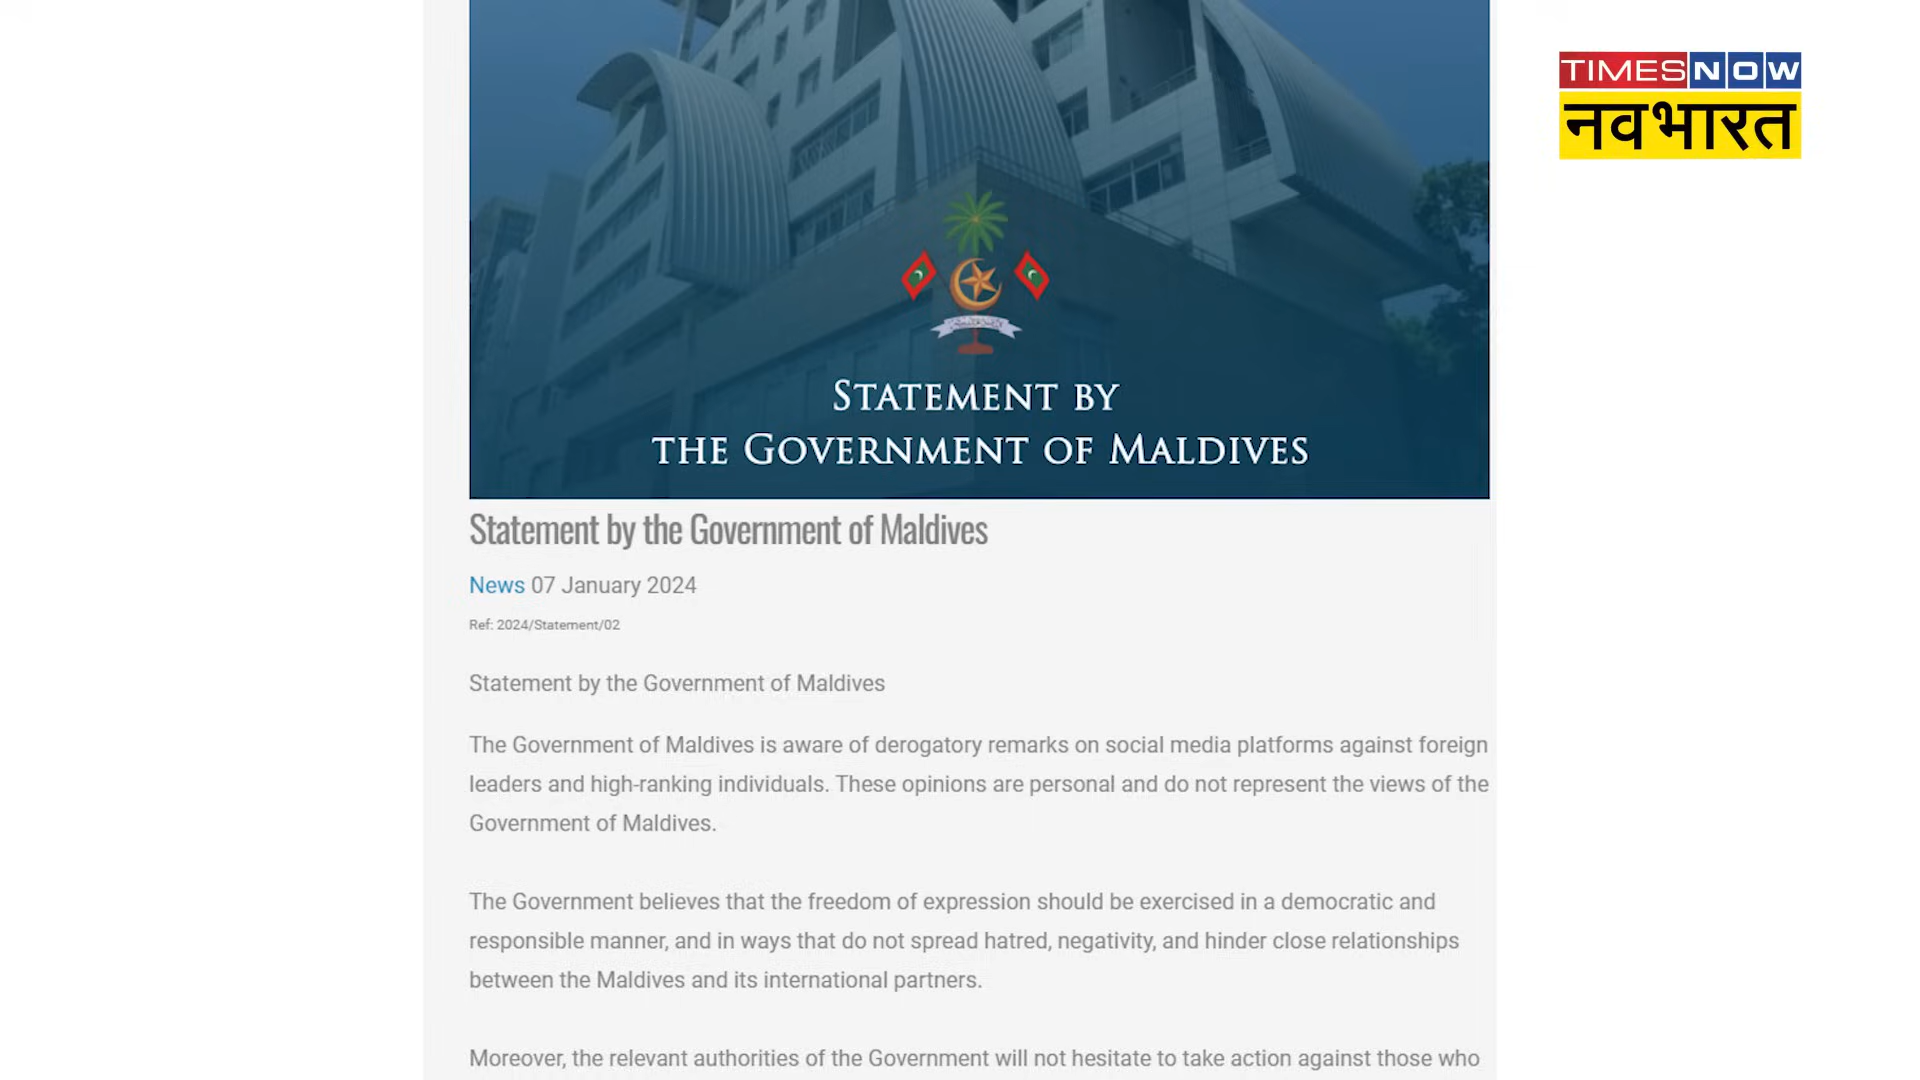 TIMES NOW
नवभारत
STATEMENT BY
THE GOVERNMENT OF MALDIVES
Statement by the Government of Maldives
News 07 January 2024
Ref: 2024/Statement/02
Statement by the Government of Maldives
The Government of Maldives is aware of derogatory remarks on social media platforms against foreign
leaders and high-ranking individuals. These opinions are personal and do not represent the views of the
Government of Maldives.
The Government believes that the freedom of expression should be exercised in a democratic and
responsible manner, and in ways that do not spread hatred, negativity, and hinder close relationships
between the Maldives and its international partners.
Moreover, the relevant authorities of the Government will not hesitate to take action against those who